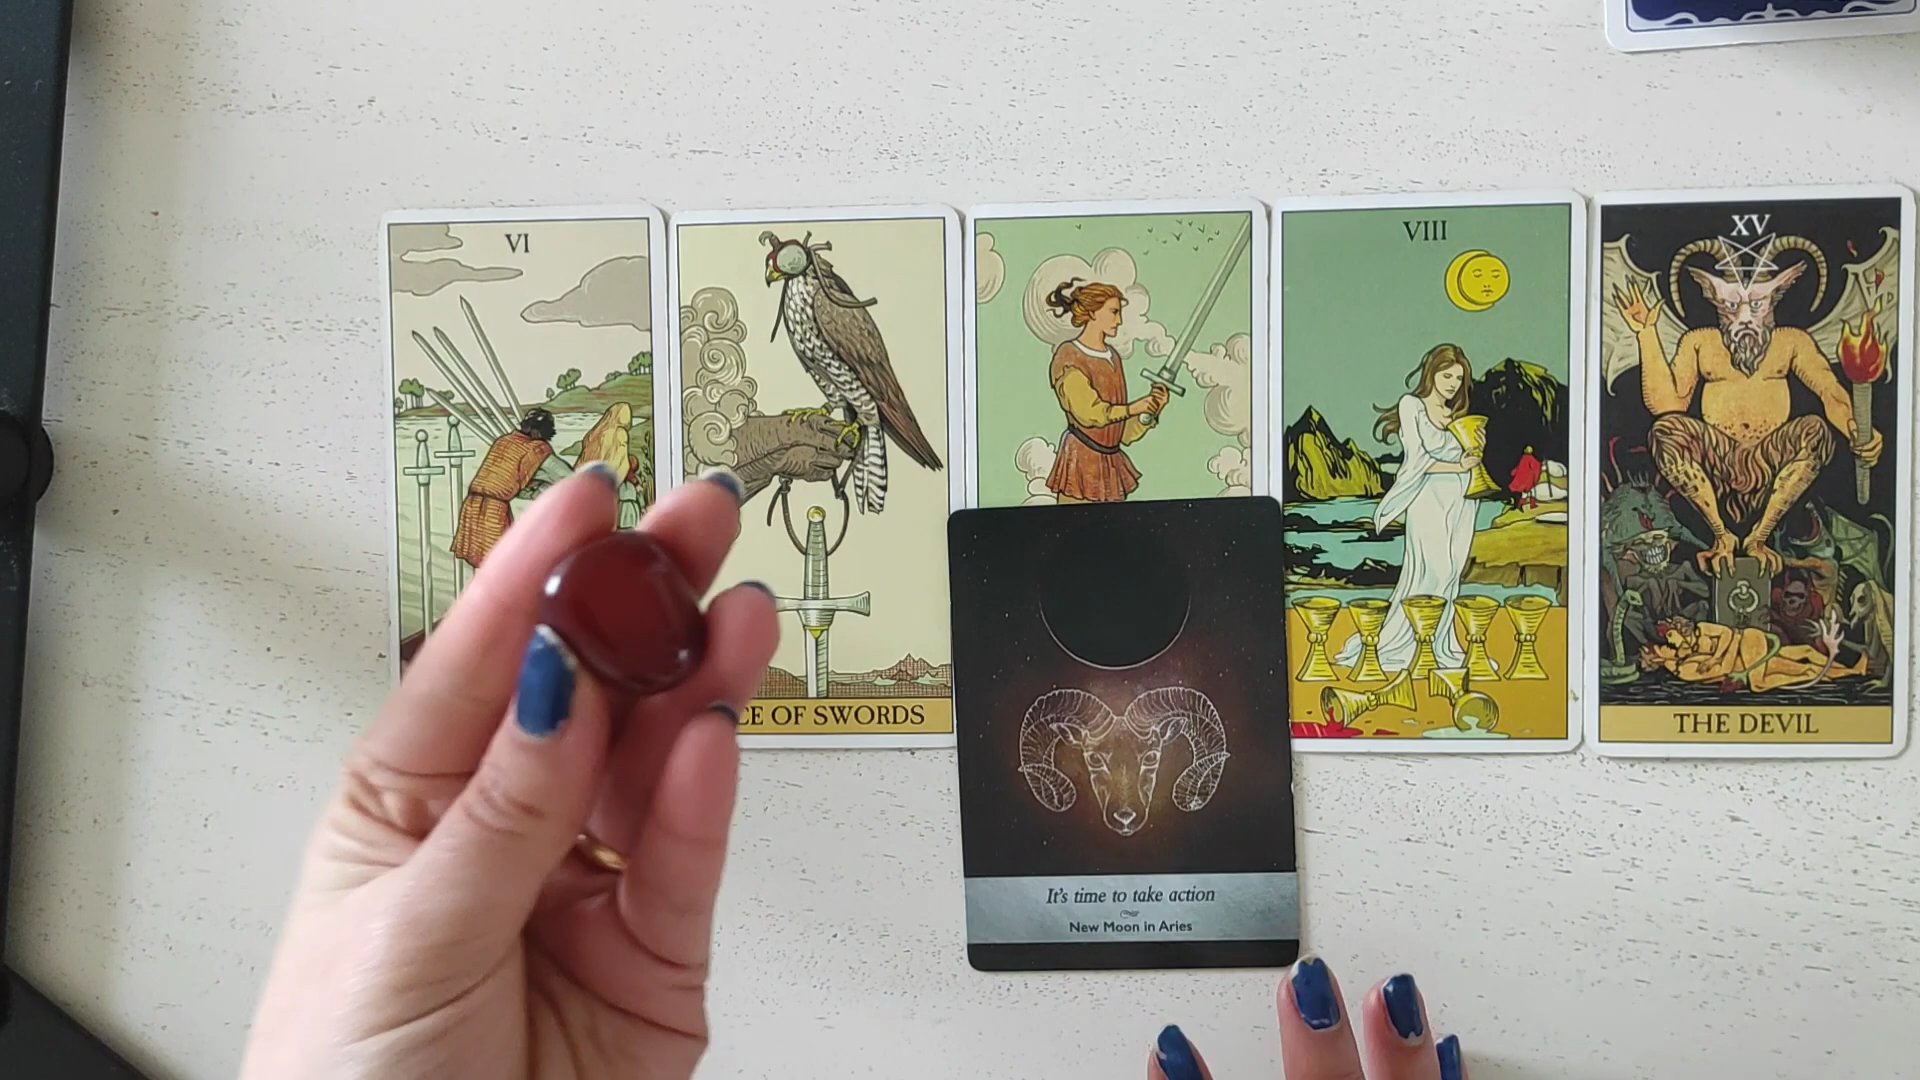 VI
VIII
XV
CE OF SWORDS
THE DEVIL
It's time to take action
New Moon in Aries